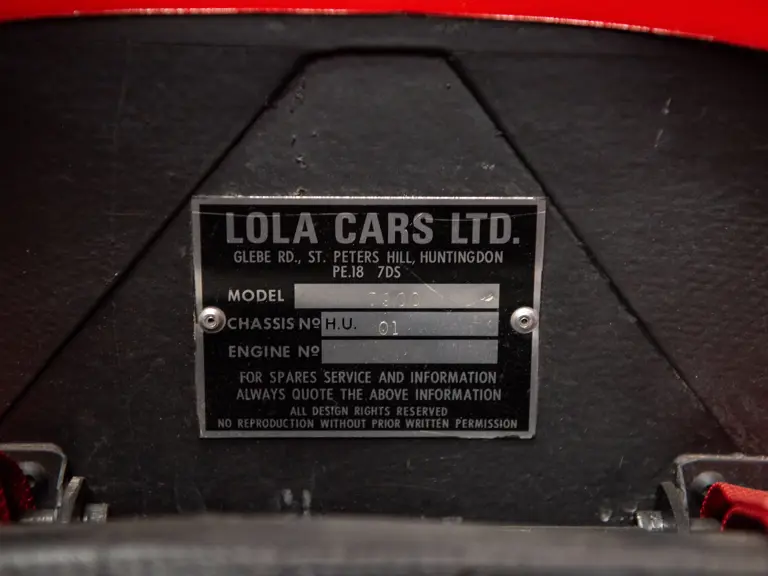 LOLA CARS LTD.
GLEBE RD., ST. PETERS HILL, HUNTINGDON
PE.18 7DS
MODEL
CHASSIS Nº H.U. 01
ENGINE Nº
FOR SPARES SERVICE AND INFORMATION
ALWAYS QUOTE THE ABOVE INFORMATION
ALL DESIGN RIGHTS RESERVED
NO REPRODUCTION WITHOUT PRIOR WRITTEN PERMISSION